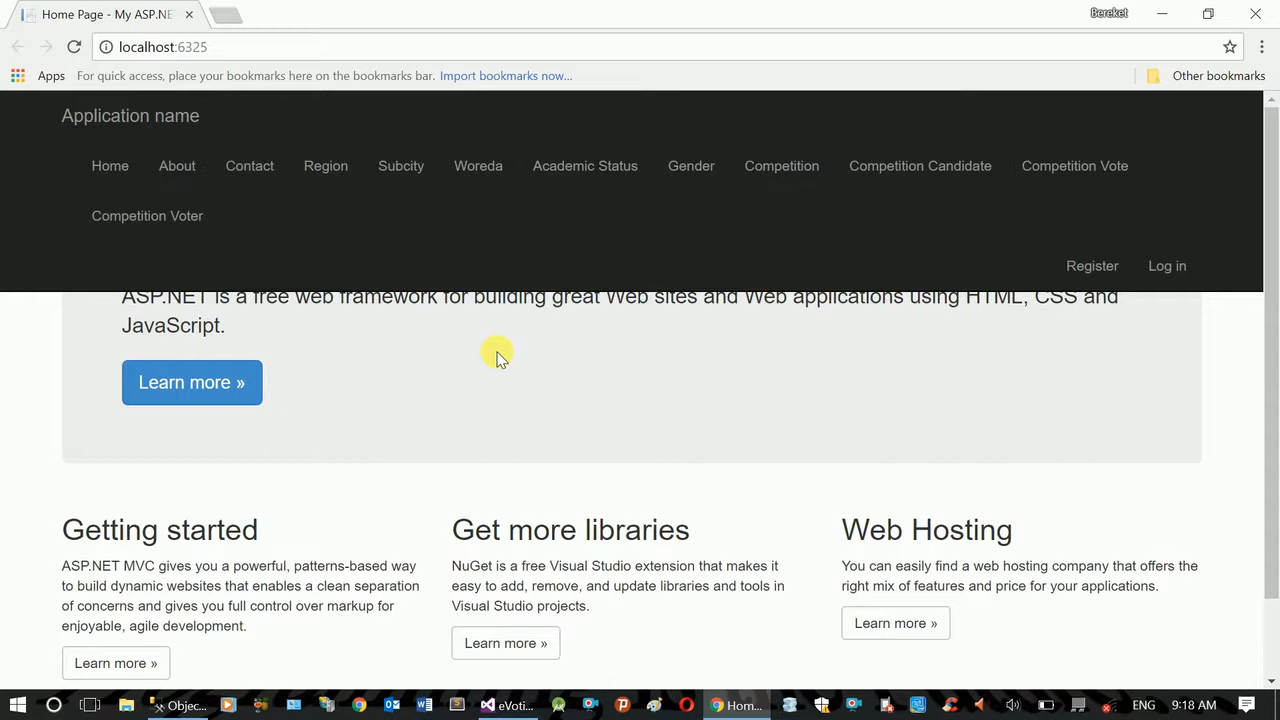 Home Page - My ASP.NE
Bereket
localhost:6325
Apps For quick access, place your bookmarks here on the bookmarks bar. Import bookmarks now... Other bookmarks
Application name
Home About Contact Region Subcity Woreda Academic Status Gender Competition Competition Candidate Competition Vote
Competition Voter
Register Log in
ASP.NET is a free web framework for building great Web sites and Web applications using HTML, CSS and
JavaScript.
Learn more »
Getting started
ASP.NET MVC gives you a powerful, patterns-based way
to build dynamic websites that enables a clean separation
of concerns and gives you full control over markup for
enjoyable, agile development.
Learn more »
Get more libraries
NuGet is a free Visual Studio extension that makes it
easy to add, remove, and update libraries and tools in
Visual Studio projects.
Learn more »
Web Hosting
You can easily find a web hosting company that offers the
right mix of features and price for your applications.
Learn more »
Objec... eVoti... Hom... ENG 9:18 AM